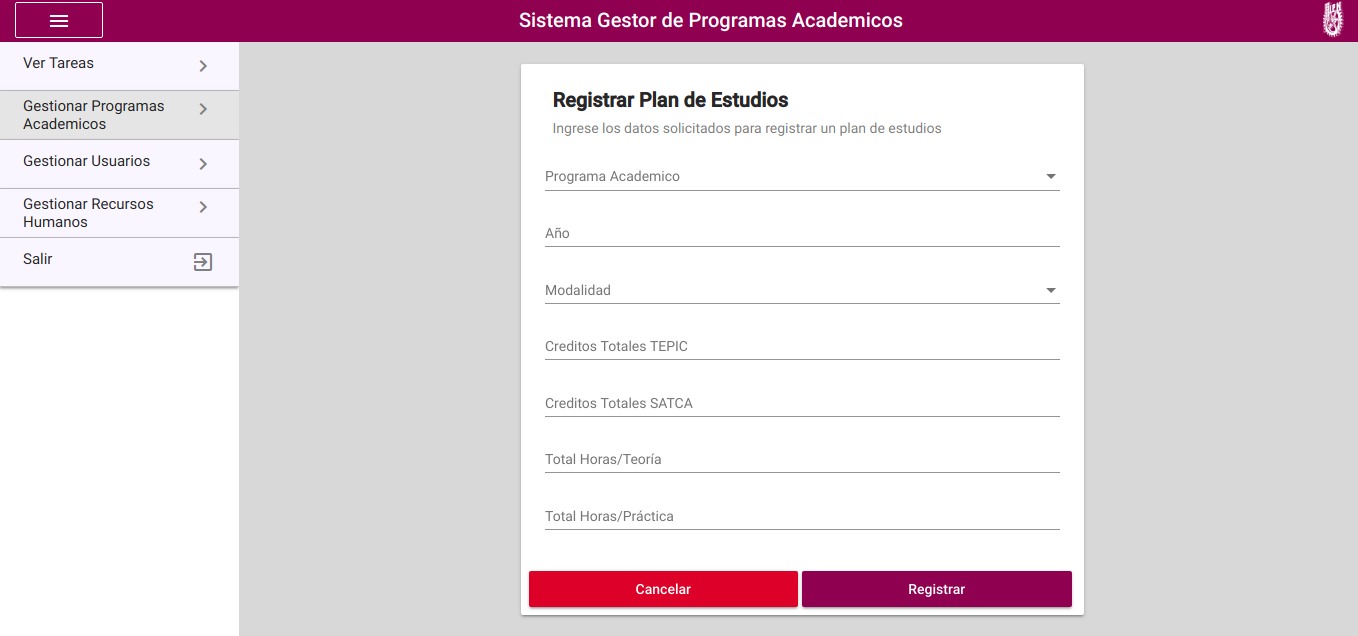 Sistema Gestor de Programas Academicos
Ver Tareas
Gestionar Programas
Academicos
Gestionar Usuarios
Gestionar Recursos
Humanos
Salir
Registrar Plan de Estudios
Ingrese los datos solicitados para registrar un plan de estudios
Programa Academico
Año
Modalidad
Creditos Totales TEPIC
Creditos Totales SATCA
Total Horas/Teoría
Total Horas/Práctica
Cancelar
Registrar